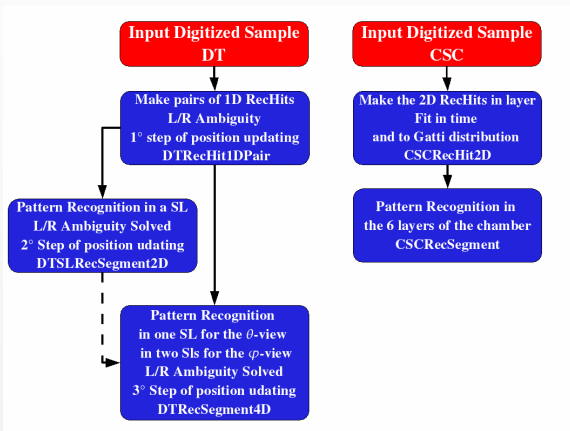 Input Digitized Sample
DT
Make pairs of 1D RecHits
L/R Ambiguity
1° step of position updating
DTRecHit1DPair
Pattern Recognition in a SL
L/R Ambiguity Solved
2° Step of position udating
DTSLRecSegment2D
Pattern Recognition
in one SL for the θ-view
in two Sls for the φ-view
L/R Ambiguity Solved
3° Step of position udating
DTRecSegment4D
Input Digitized Sample
CSC
Make the 2D RecHits in layer
Fit in time
and to Gatti distribution
CSCRecHit2D
Pattern Recognition in
the 6 layers of the chamber
CSCRecSegment